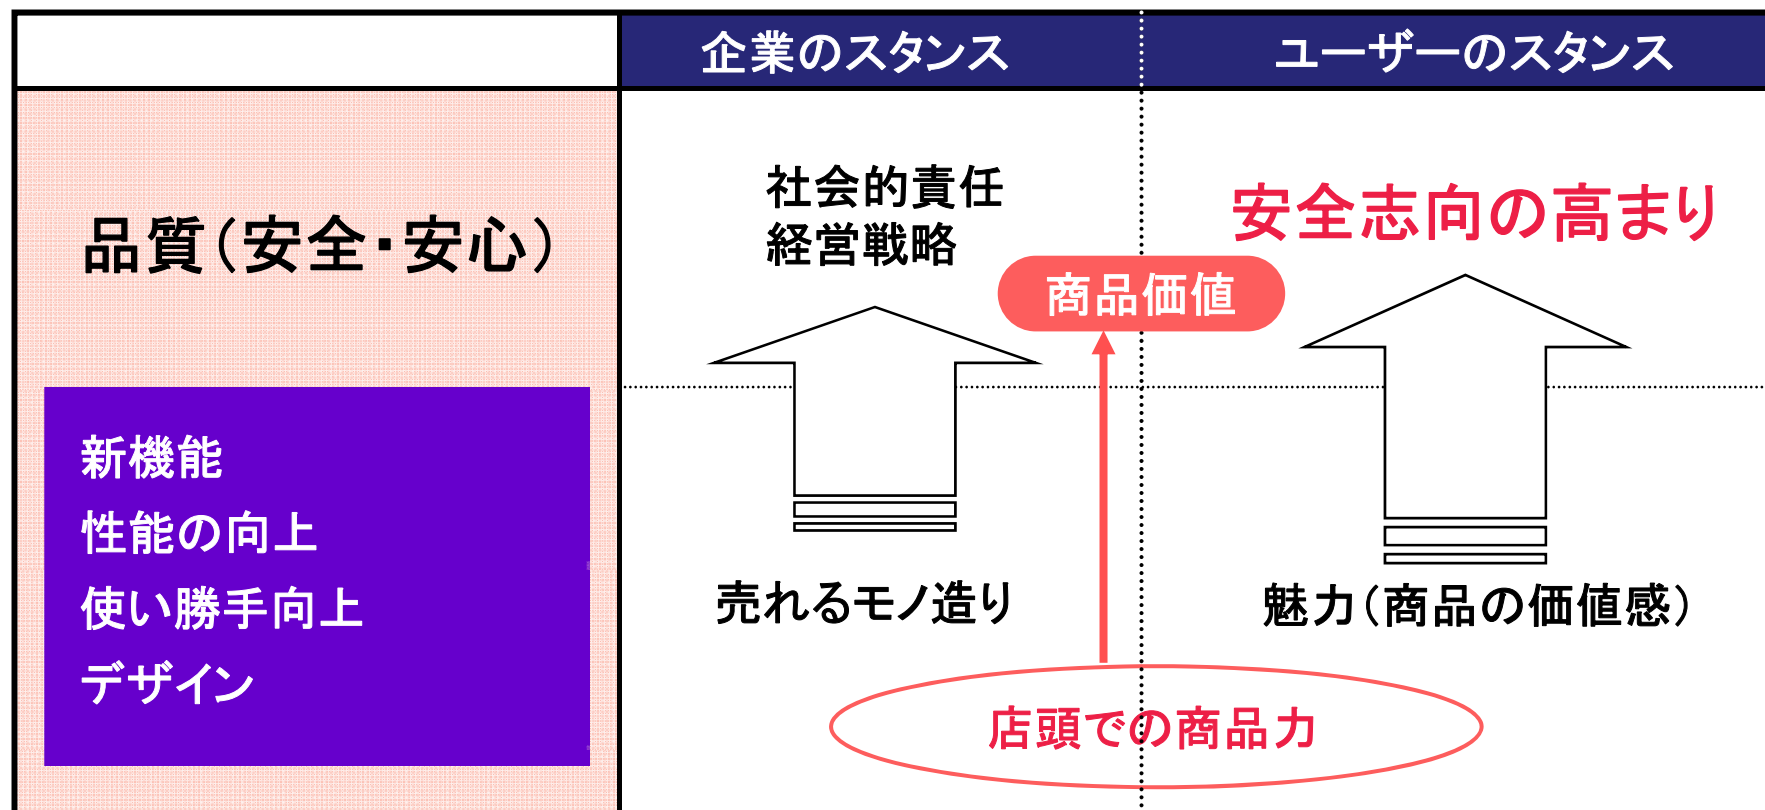 企業のスタンス
ユーザーのスタンス
品質（安全・安心）
社会的責任
経営戦略
安全志向の高まり
商品価値
新機能
性能の向上
使い勝手向上
デザイン
売れるモノ造り
魅力（商品の価値感）
店頭での商品力